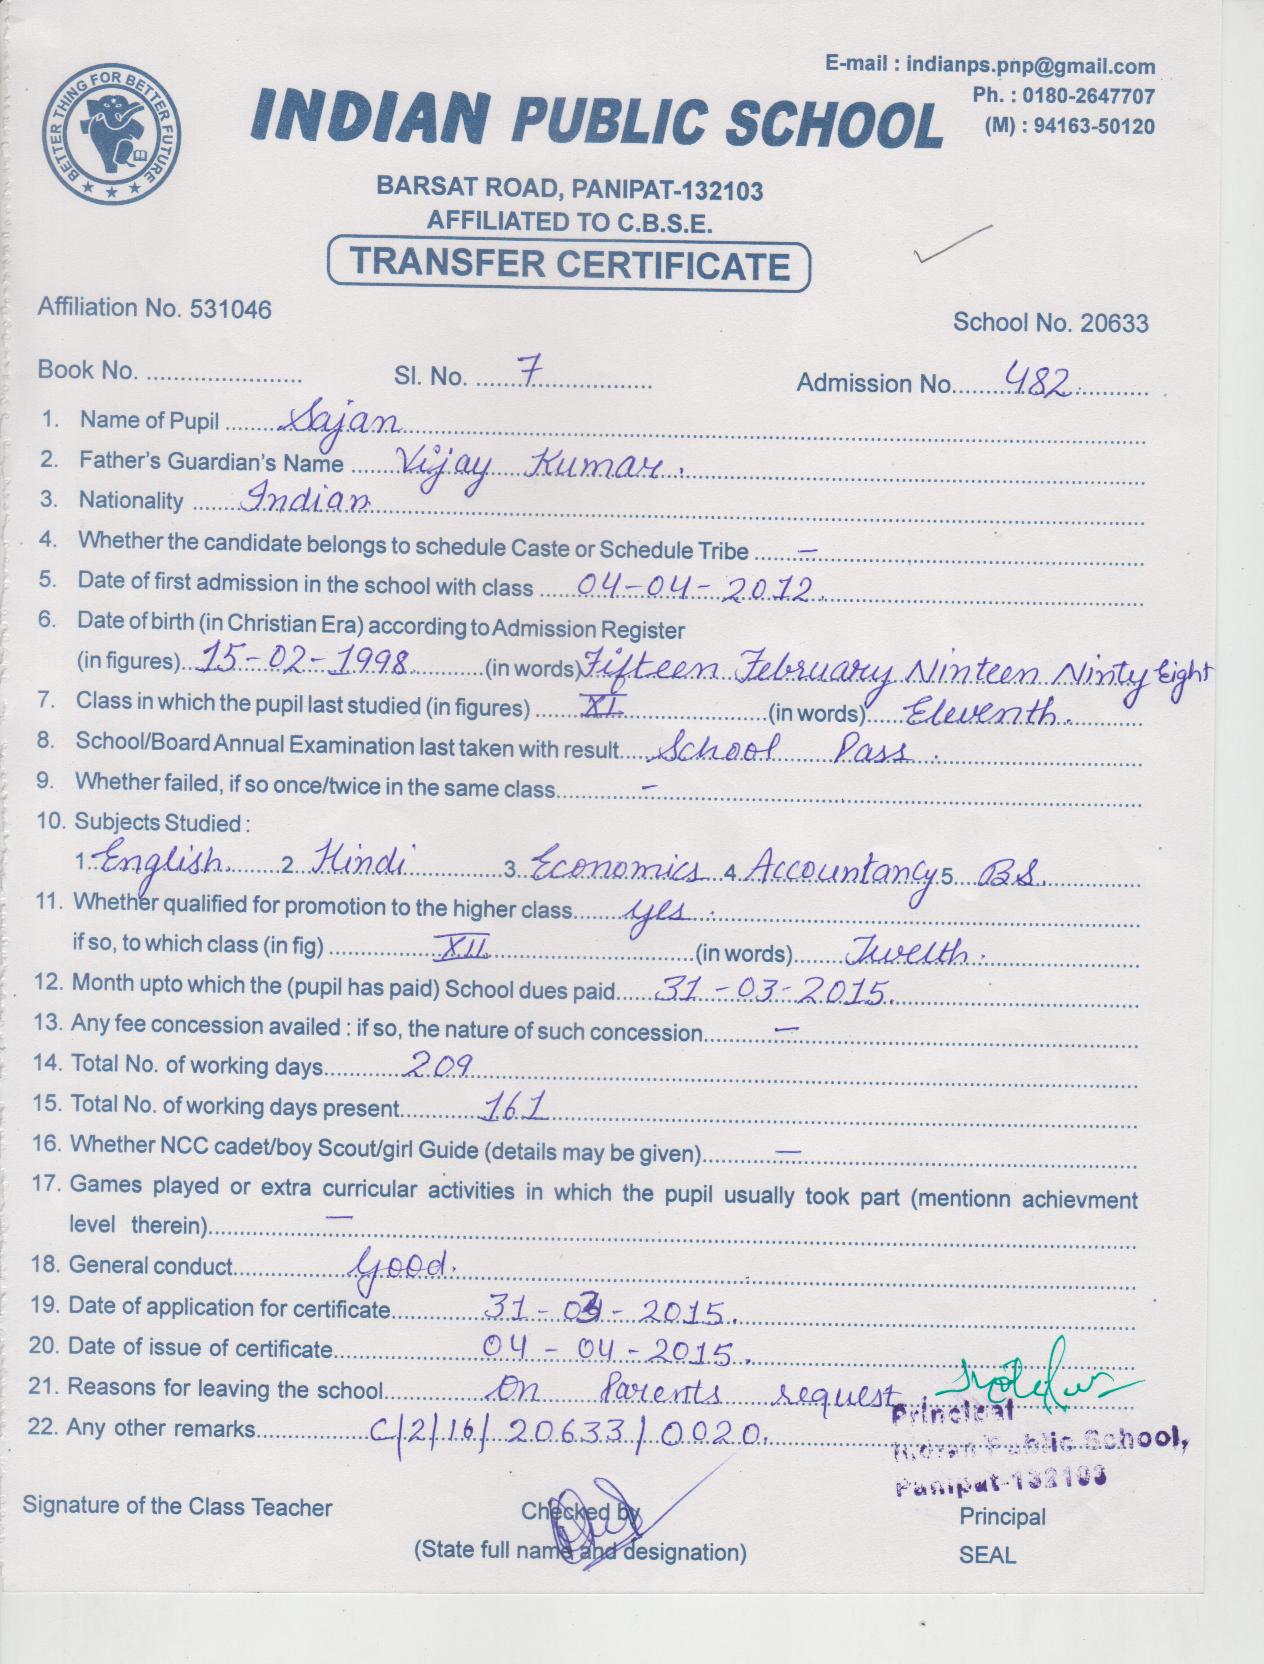 E-mail : indianps.pnp@gmail.com
Ph. : 0180-2647707
(M) : 94163-50120
BETTER THING FOR BETTER FUTURE
INDIAN PUBLIC SCHOOL
BARSAT ROAD, PANIPAT-132103
AFFILIATED TO C.B.S.E.
TRANSFER CERTIFICATE
Affiliation No. 531046 School No. 20633
Book No. ...................... Sl. No. ......7................ Admission No......482.............
1. Name of Pupil .......Sajan
2. Father's Guardian's Name ......Vijay Kumar.
3. Nationality .......Indian
4. Whether the candidate belongs to schedule Caste or Schedule Tribe ......–
5. Date of first admission in the school with class .....04-04-2012.
6. Date of birth (in Christian Era) according to Admission Register
(in figures)...15-02-1998..........(in words)Fifteen February Ninteen Ninty Eight
7. Class in which the pupil last studied (in figures) ......XI....................(in words).....Eleventh.
8. School/Board Annual Examination last taken with result.....School Pass.
9. Whether failed, if so once/twice in the same class............–
10. Subjects Studied :
1.English........2. Hindi..............3. Economics..4. Accountancy 5....B.S.
11. Whether qualified for promotion to the higher class.......yes.
if so, to which class (in fig) ...............XII..............................(in words).......Twelth.
12. Month upto which the (pupil has paid) School dues paid.....31-03-2015.
13. Any fee concession availed : if so, the nature of such concession...........–
14. Total No. of working days...........209
15. Total No. of working days present............161
16. Whether NCC cadet/boy Scout/girl Guide (details may be given)...........–
17. Games played or extra curricular activities in which the pupil usually took part (mentionn achievment
level therein)..................–
18. General conduct................Good.
19. Date of application for certificate.............31-03-2015.
20. Date of issue of certificate....................04-04-2015.
21. Reasons for leaving the school..............On Parents request
22. Any other remarks................C/2/16/20633/0020.
Principal
Indian Public School,
Panipat-132103
Signature of the Class Teacher Checked by Principal
(State full name and designation) SEAL